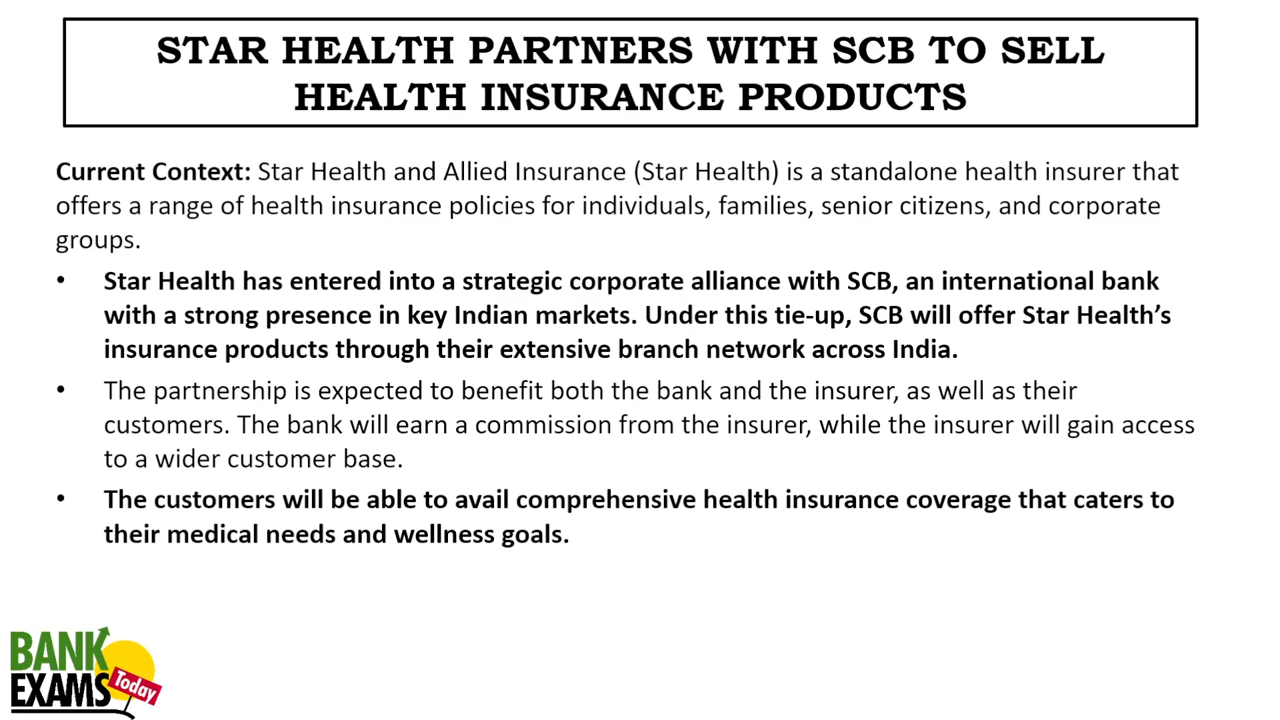 STAR HEALTH PARTNERS WITH SCB TO SELL
HEALTH INSURANCE PRODUCTS
Current Context: Star Health and Allied Insurance (Star Health) is a standalone health insurer that
offers a range of health insurance policies for individuals, families, senior citizens, and corporate
groups.
• Star Health has entered into a strategic corporate alliance with SCB, an international bank
with a strong presence in key Indian markets. Under this tie-up, SCB will offer Star Health’s
insurance products through their extensive branch network across India.
• The partnership is expected to benefit both the bank and the insurer, as well as their
customers. The bank will earn a commission from the insurer, while the insurer will gain access
to a wider customer base.
• The customers will be able to avail comprehensive health insurance coverage that caters to
their medical needs and wellness goals.
BANK
EXAMS Today